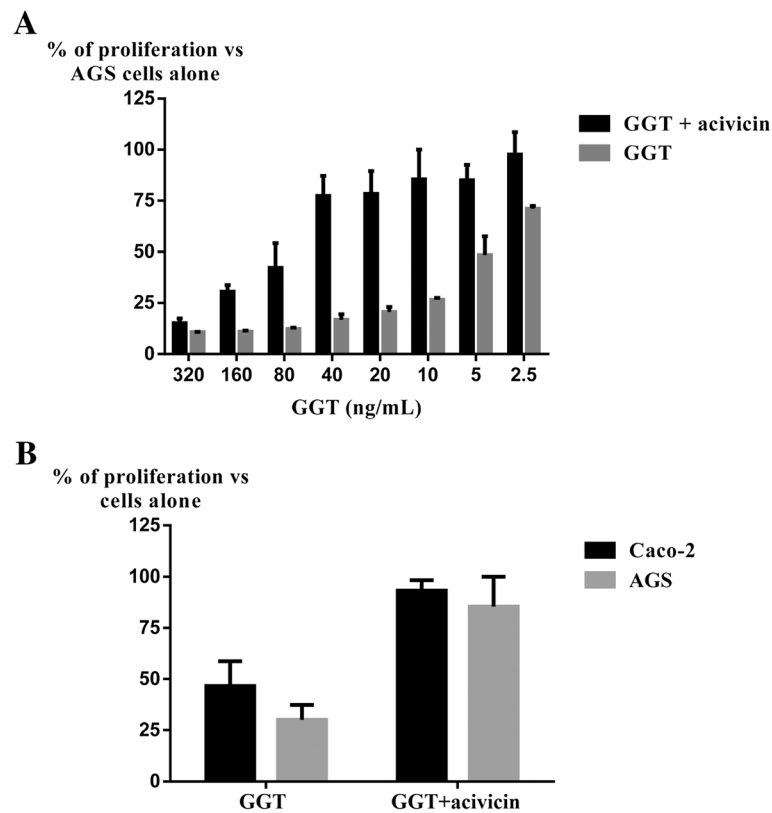 A
% of proliferation vs
AGS cells alone
125
100
75
50
25
0
320 160 80 40 20 10 5 2.5
GGT (ng/mL)
GGT + acivicin
GGT
B
% of proliferation vs
cells alone
125
100
75
50
25
0
GGT GGT+acivicin
Caco-2
AGS